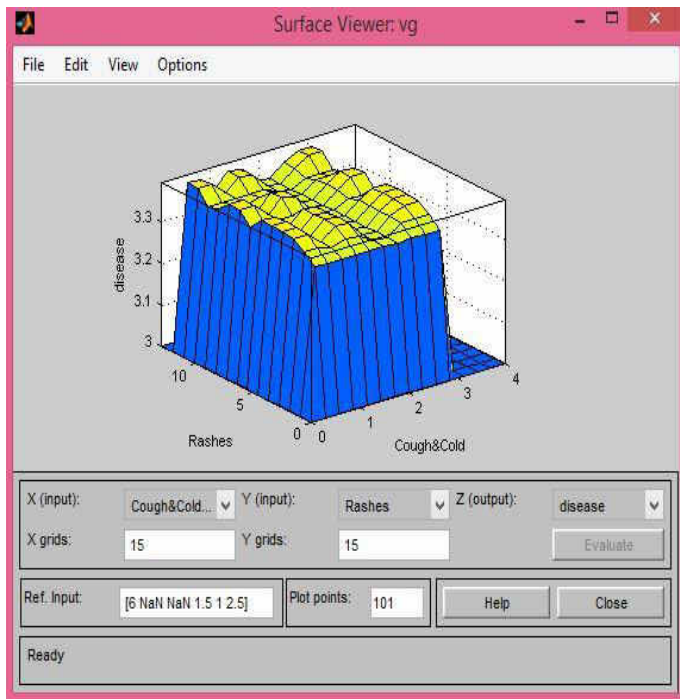 Surface Viewer: vg
File Edit View Options
3.3
3.2
3.1
3
disease
10
5
0
Rashes
0
1
2
3
4
Cough&Cold
X (input): Cough&Cold... Y (input): Rashes Z (output): disease
X grids: 15 Y grids: 15 Evaluate
Ref. Input: [6 NaN NaN 1.5 1 2.5] Plot points: 101 Help Close
Ready